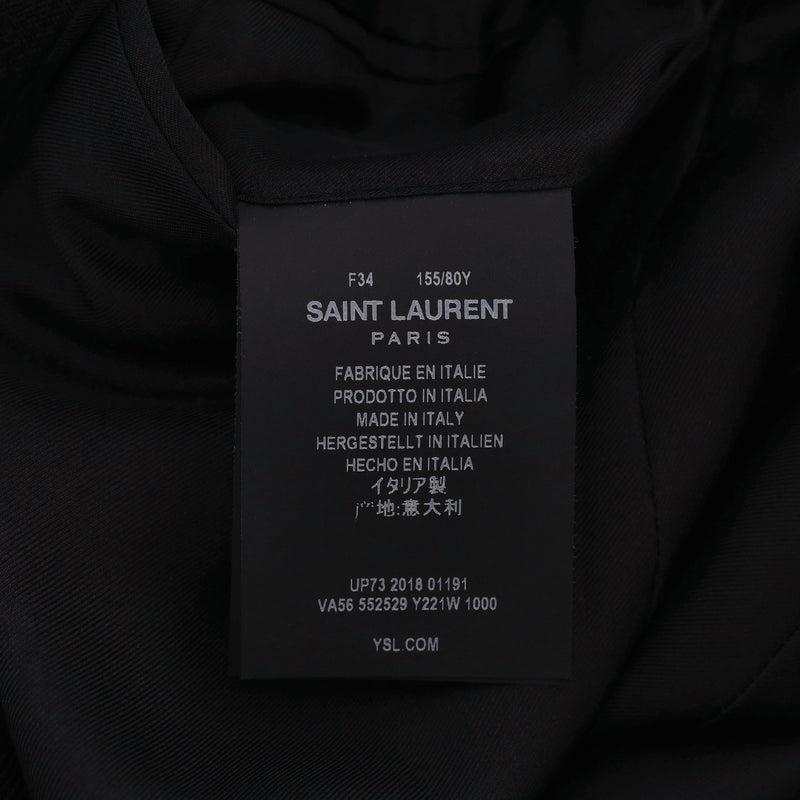 F34 155/80Y
SAINT LAURENT
PARIS
FABRIQUE EN ITALIE
PRODOTTO IN ITALIA
MADE IN ITALY
HERGESTELLT IN ITALIEN
HECHO EN ITALIA
イタリア製
地:意大利
UP73 2018 01191
VA56 552529 Y221W 1000
YSL.COM